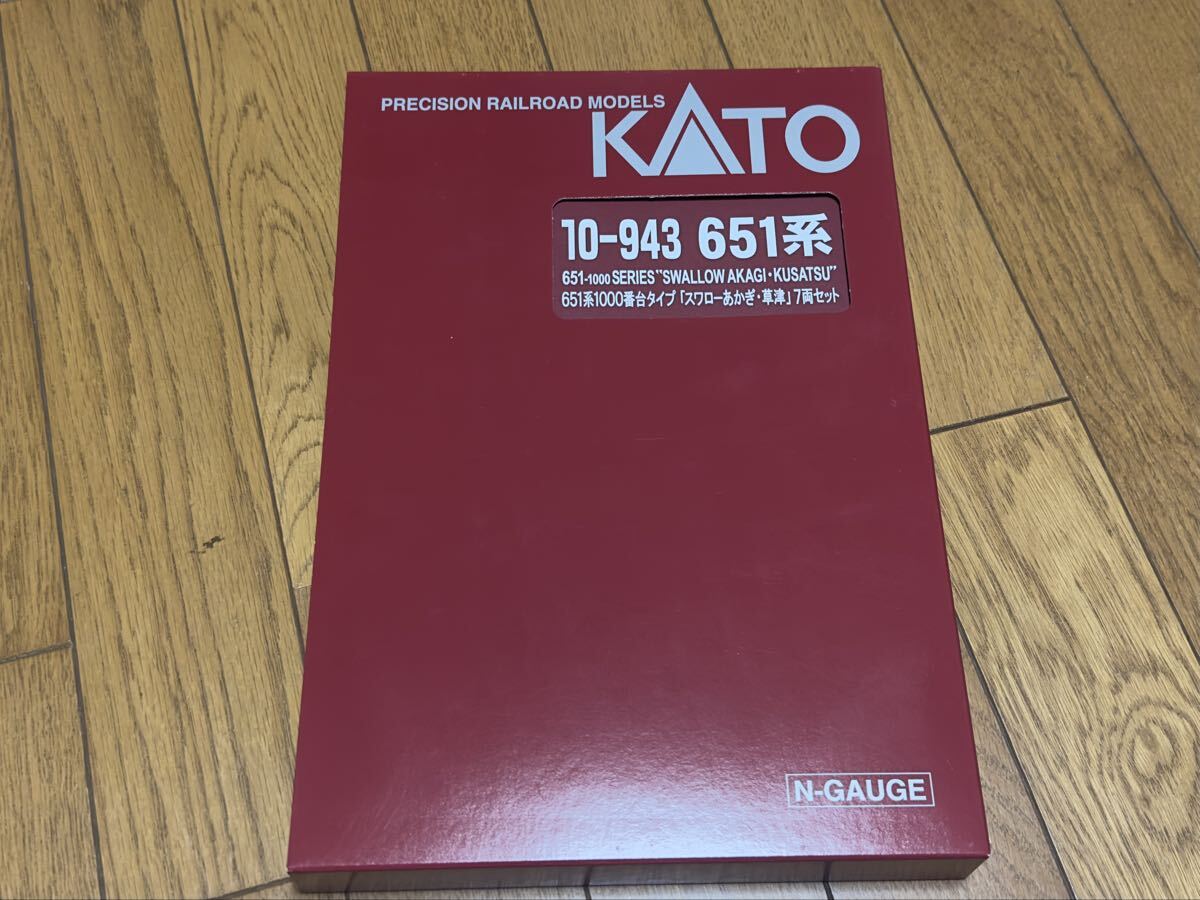 PRECISION RAILROAD MODELS
KATO
10-943 651系
651-1000 SERIES "SWALLOW AKAGI・KUSATSU"
651系1000番台タイプ「スワローあかぎ・草津」7両セット
N-GAUGE